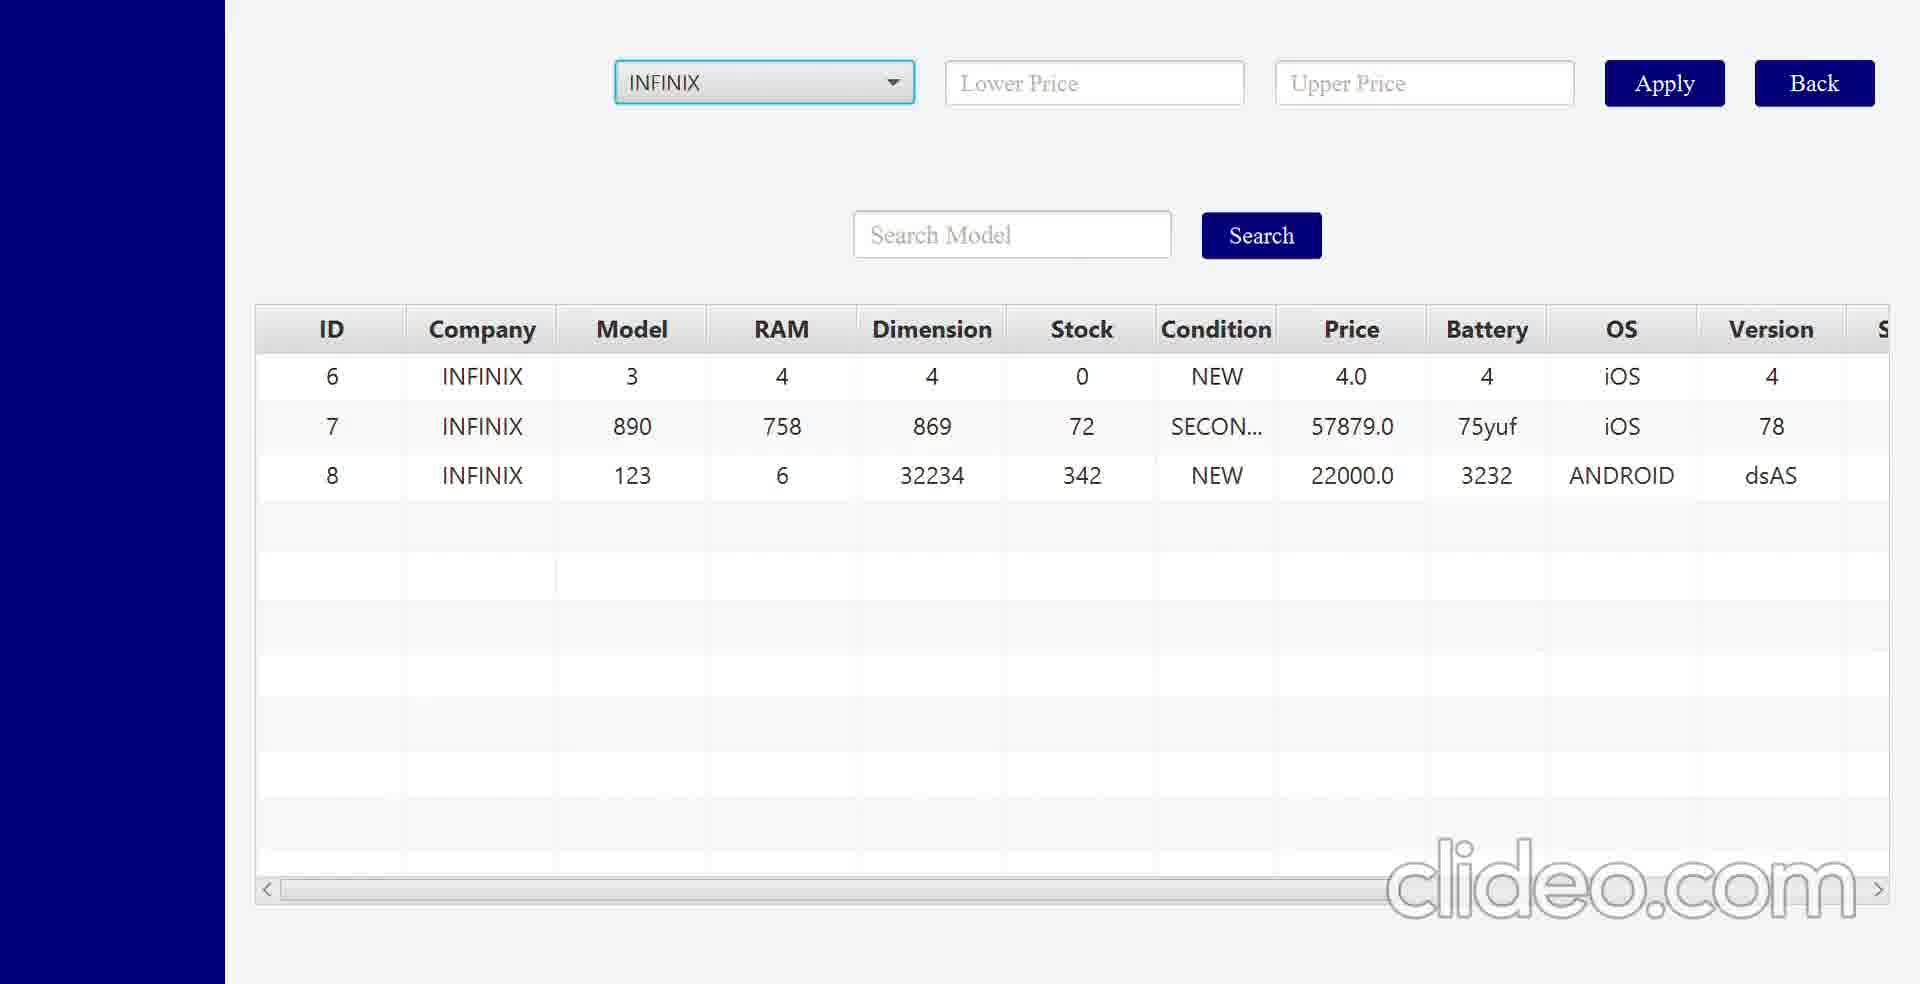 INFINIX Lower Price Upper Price Apply Back
Search Model Search
ID Company Model RAM Dimension Stock Condition Price Battery OS Version S
6 INFINIX 3 4 4 0 NEW 4.0 4 iOS 4
7 INFINIX 890 758 869 72 SECON... 57879.0 75yuf iOS 78
8 INFINIX 123 6 32234 342 NEW 22000.0 3232 ANDROID dsAS
clideo.com